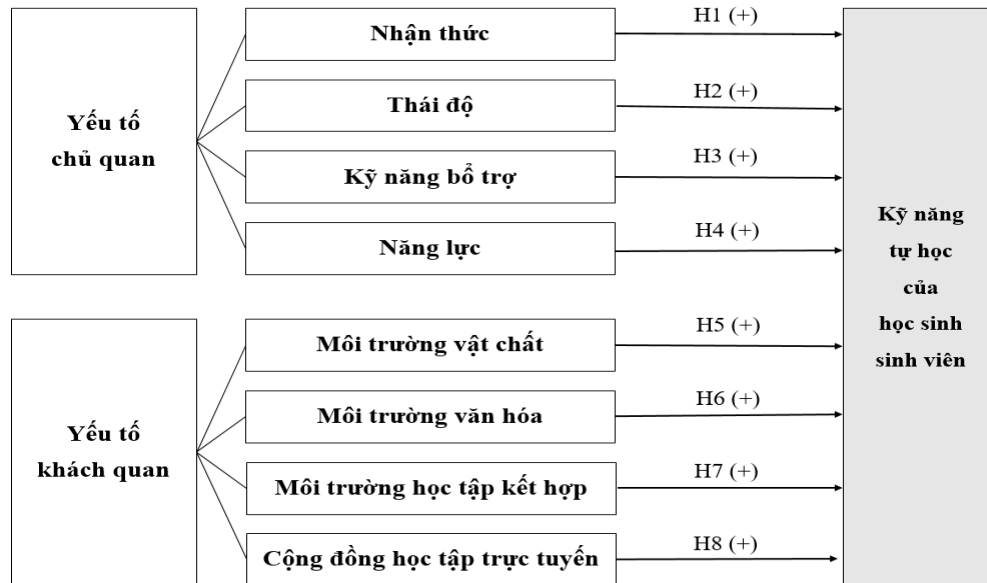 Yếu tố
chủ quan
Nhận thức
H1 (+)
Thái độ
H2 (+)
Kỹ năng bổ trợ
H3 (+)
Năng lực
H4 (+)
Yếu tố
khách quan
Môi trường vật chất
H5 (+)
Môi trường văn hóa
H6 (+)
Môi trường học tập kết hợp
H7 (+)
Cộng đồng học tập trực tuyến
H8 (+)
Kỹ năng
tự học
của
học sinh
sinh viên